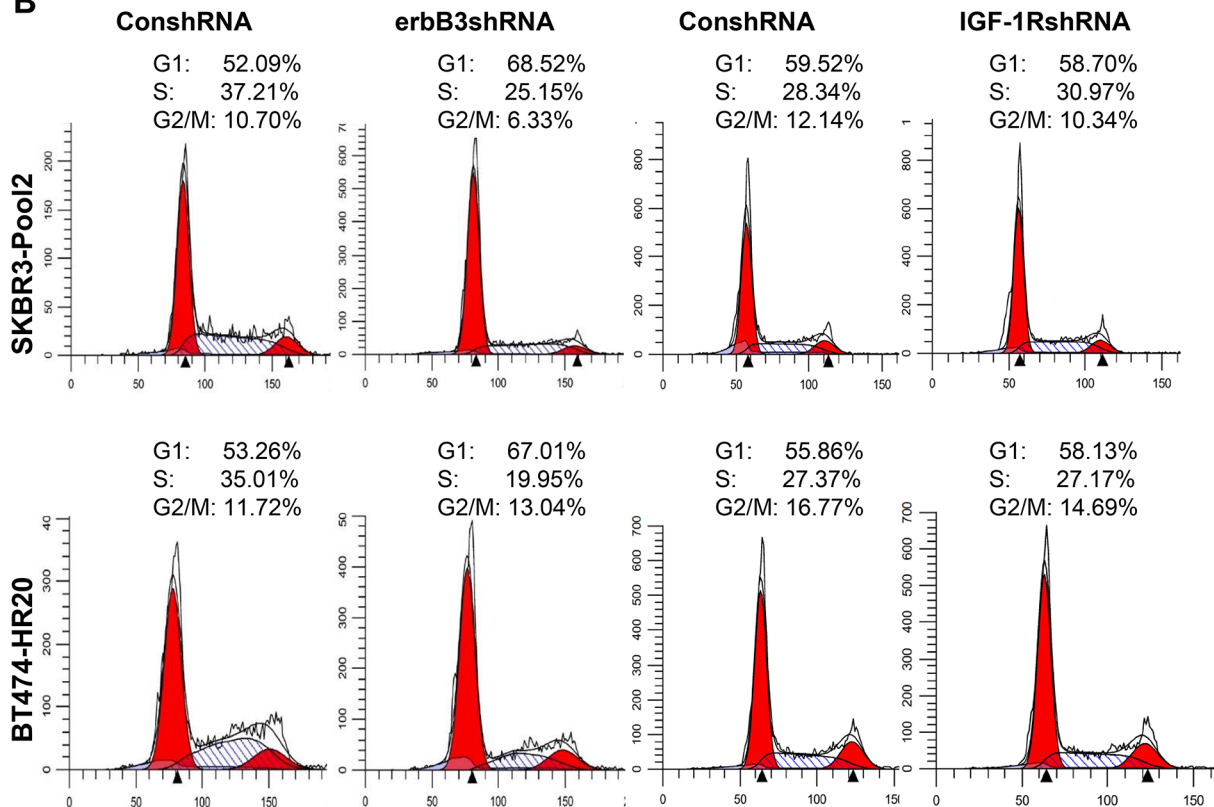 B
ConshRNA erbB3shRNA ConshRNA IGF-1RshRNA
G1: 52.09% G1: 68.52% G1: 59.52% G1: 58.70%
S: 37.21% S: 25.15% S: 28.34% S: 30.97%
G2/M: 10.70% G2/M: 6.33% G2/M: 12.14% G2/M: 10.34%
SKBR3-Pool2
0 50 100 150 200
0 100 200 300 400 500 600
0 200 400 600 800
0 200 400 600 800
0 50 100 150
0 50 100 150
0 50 100 150
0 50 100 150
G1: 53.26% G1: 67.01% G1: 55.86% G1: 58.13%
S: 35.01% S: 19.95% S: 27.37% S: 27.17%
G2/M: 11.72% G2/M: 13.04% G2/M: 16.77% G2/M: 14.69%
BT474-HR20
0 100 200 300
0 100 200 300 400
0 100 200 300 400 500 600 700
0 100 200 300 400 500 600 700
0 50 100 150
0 50 100 150
0 50 100 150
0 50 100 150